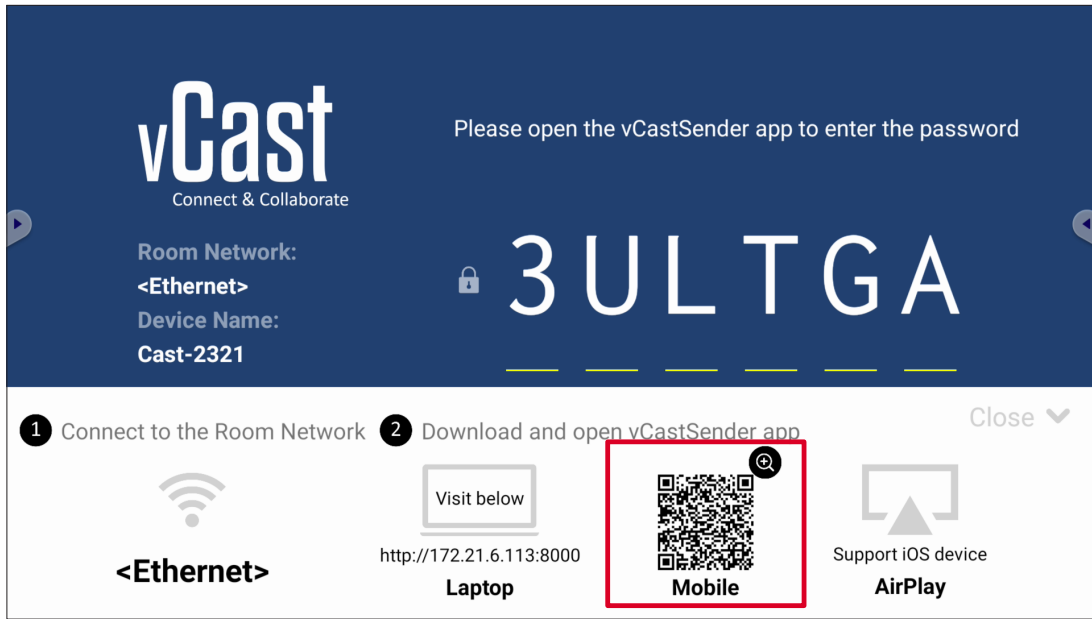 vCast
Connect & Collaborate
Please open the vCastSender app to enter the password
Room Network:
<Ethernet>
Device Name:
Cast-2321
3ULTGA
Close
1 Connect to the Room Network
2 Download and open vCastSender app
<Ethernet>
Visit below
http://172.21.6.113:8000
Laptop
Mobile
Support iOS device
AirPlay